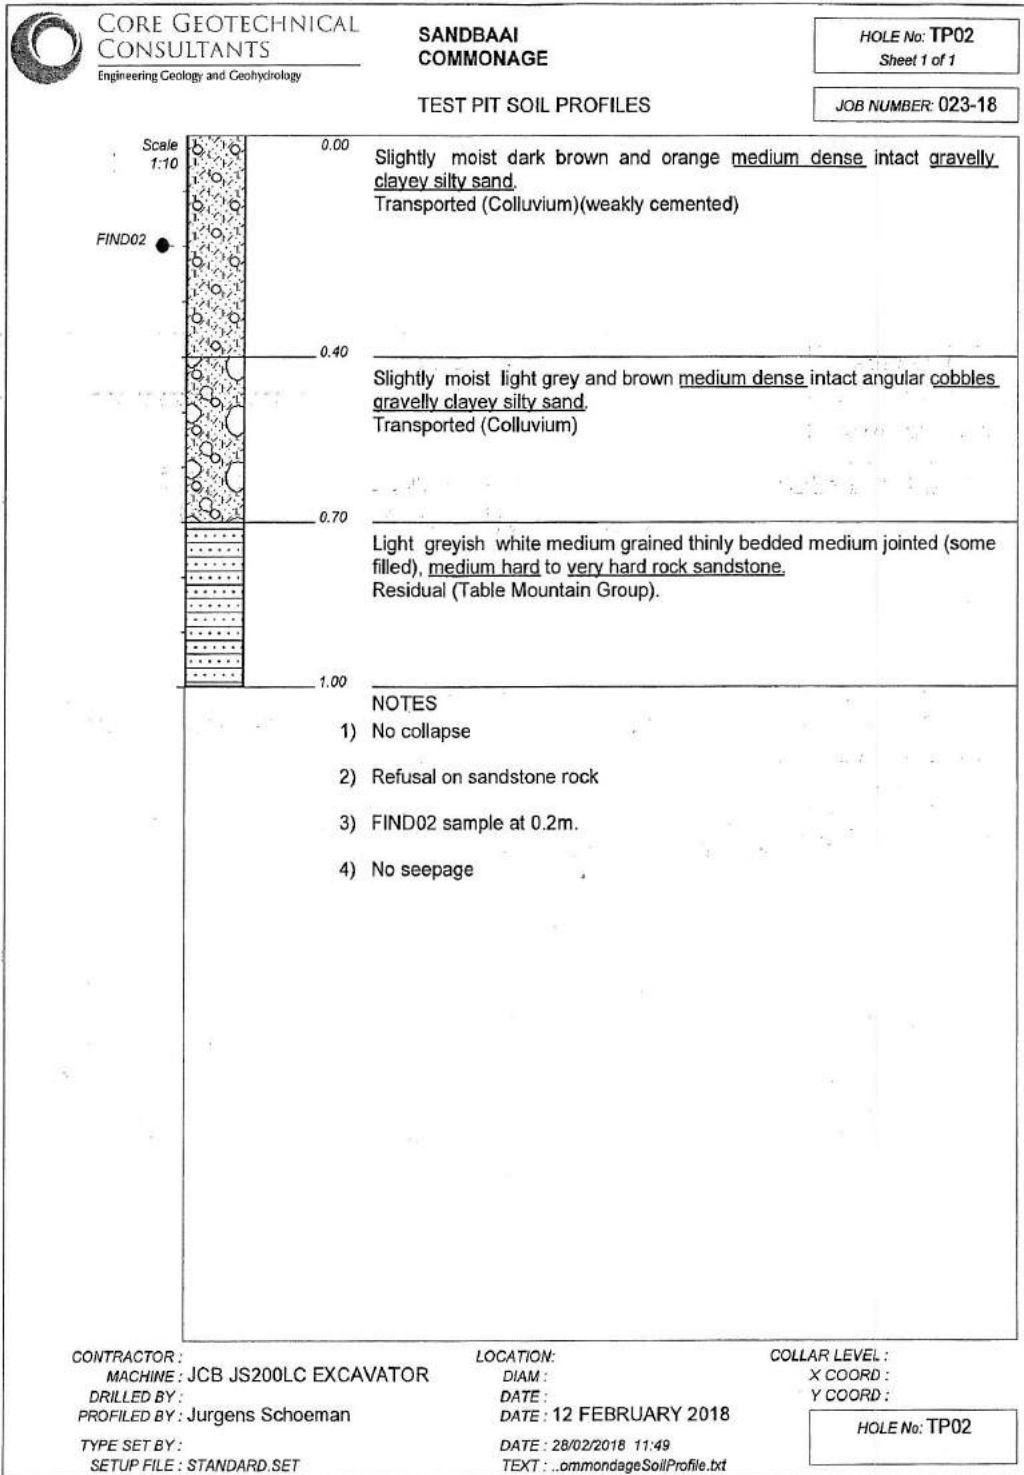 CORE GEOTECHNICAL
CONSULTANTS
Engineering Geology and Geohydrology
SANDBAAI
COMMONAGE
TEST PIT SOIL PROFILES
HOLE No: TP02
Sheet 1 of 1
JOB NUMBER: 023-18
Scale
1:10
0.00
Slightly moist dark brown and orange medium dense intact gravelly
clayey silty sand.
Transported (Colluvium)(weakly cemented)
FIND02
0.40
Slightly moist light grey and brown medium dense intact angular cobbles
gravelly clayey silty sand.
Transported (Colluvium)
0.70
Light greyish white medium grained thinly bedded medium jointed (some
filled), medium hard to very hard rock sandstone.
Residual (Table Mountain Group).
1.00
NOTES
1) No collapse
2) Refusal on sandstone rock
3) FIND02 sample at 0.2m.
4) No seepage
CONTRACTOR :
MACHINE : JCB JS200LC EXCAVATOR
DRILLED BY :
PROFILED BY : Jurgens Schoeman
TYPE SET BY :
SETUP FILE : STANDARD.SET
LOCATION:
DIAM :
DATE :
DATE : 12 FEBRUARY 2018
DATE : 28/02/2018 11:49
TEXT : ..ommondageSoilProfile.txt
COLLAR LEVEL :
X COORD :
Y COORD :
HOLE No: TP02